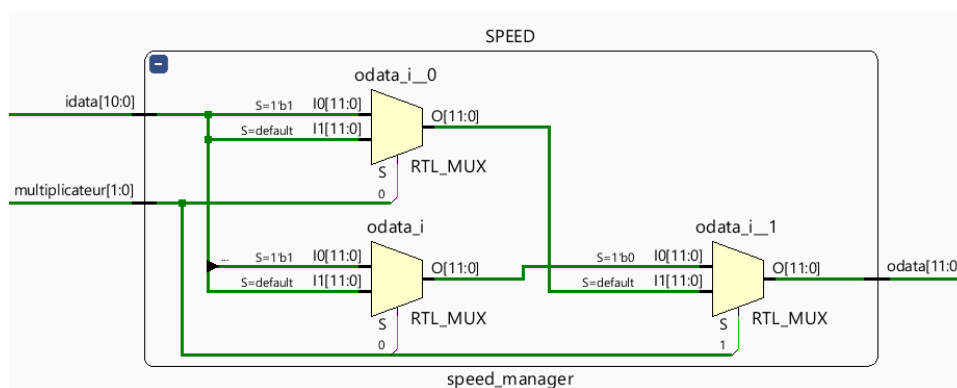 SPEED
odata_i__0
idata[10:0]
S=1'b1 I0[11:0]
O[11:0]
S=default I1[11:0]
S
RTL_MUX
multiplicateur[1:0]
0
odata_i
odata_i__1
...
S=1'b1 I0[11:0]
S=1'b0 I0[11:0]
O[11:0]
O[11:0]
odata[11:0
S=default I1[11:0]
S=default I1[11:0]
S
RTL_MUX
S
RTL_MUX
0
1
speed_manager